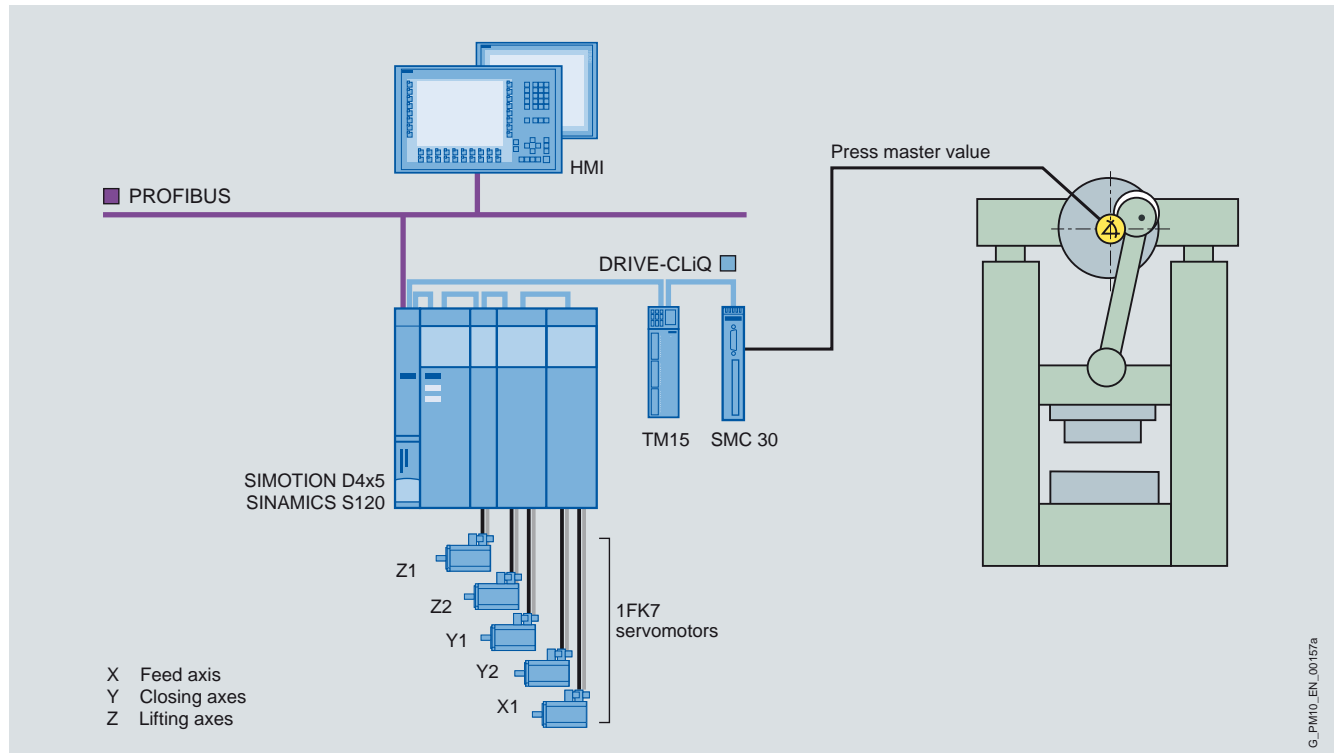 HMI
Press master value
PROFIBUS
DRIVE-CLiQ
TM15
SMC 30
SIMOTION D4x5
SINAMICS S120
Z1
Z2
Y1
Y2
X1
1FK7
servomotors
X Feed axis
Y Closing axes
Z Lifting axes
G_PM10_EN_00157a